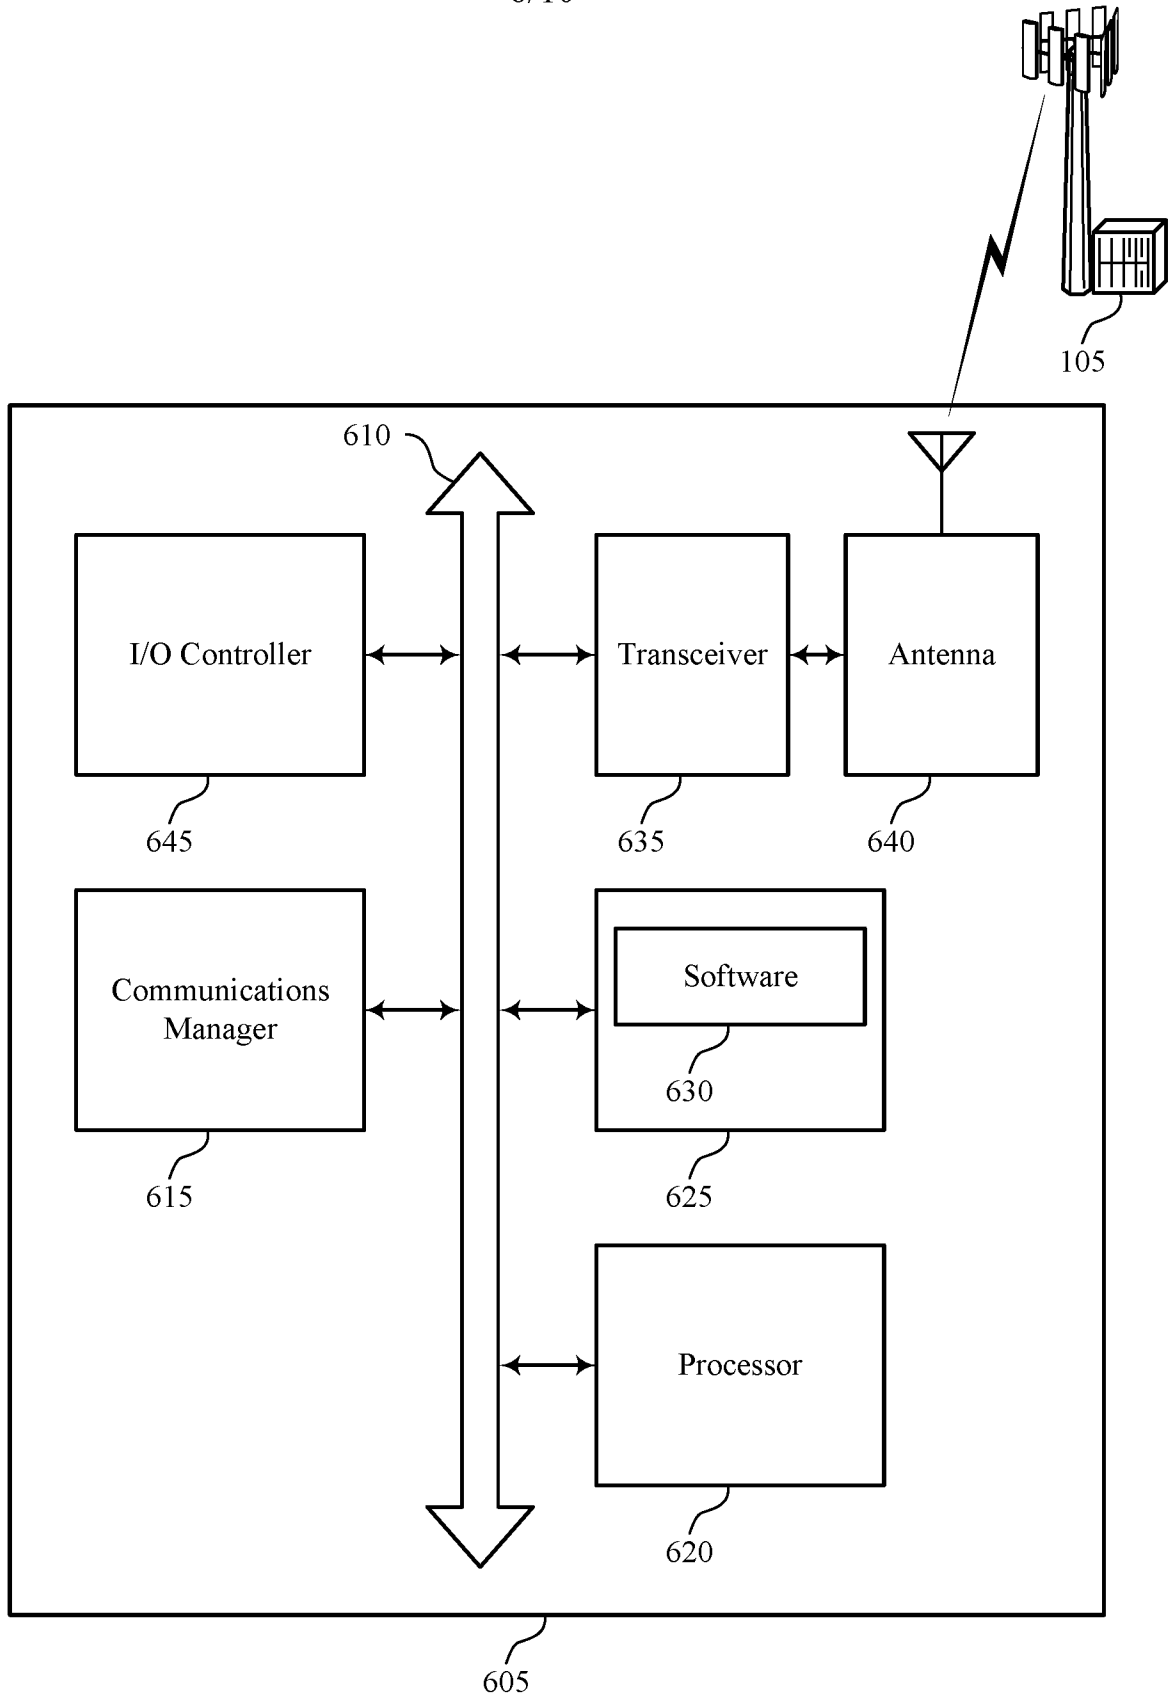 105
610
I/O Controller
Transceiver
Antenna
645
635
640
Communications
Manager
Software
630
615
625
Processor
620
605